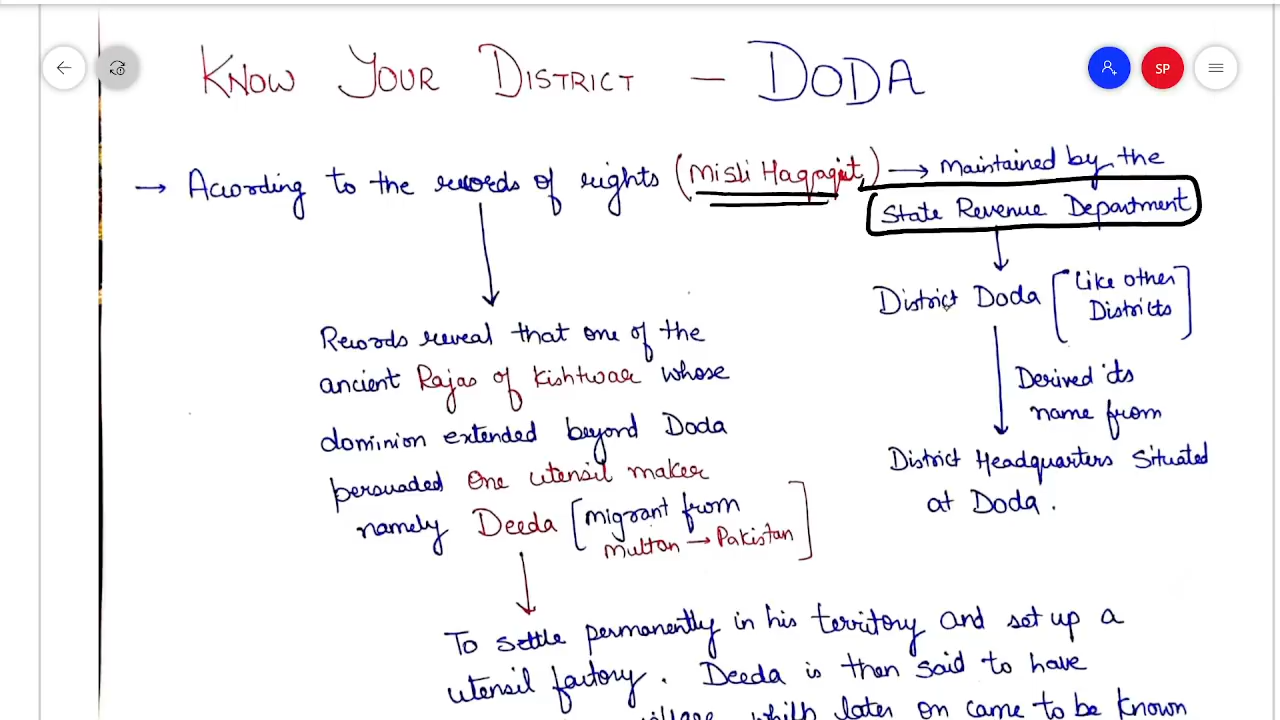 KNOW YOUR DISTRICT - DODA
SP
→ According to the records of rights (Misli Haqaqit) → Maintained by the
State Revenue Department
District Doda [Like other
Districts]
Derived its
name from
District Headquarters Situated
at Doda.
Records reveal that one of the
ancient Rajas of Kishtwar whose
dominion extended beyond Doda
persuaded One utensil maker
namely Deeda [migrant from
Multan → Pakistan]
To settle permanently in his territory and set up a
utensil factory. Deeda is then said to have
village which later on came to be known